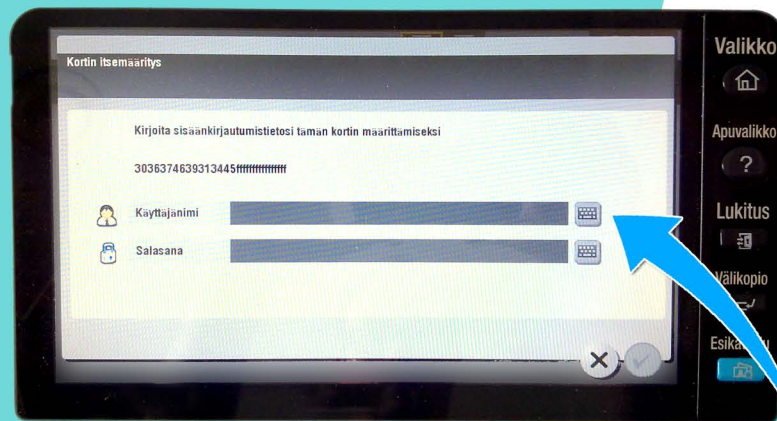 Kortin itsemääritys
Kirjoita sisäänkirjautumistietosi tämän kortin määrittämiseksi
3036374639313445ffffffffffffffff
Käyttäjänimi
Salasana
Valikko
Apuvalikko
?
Lukitus
Välikopio